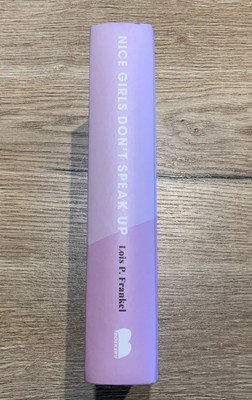 NICE GIRLS DON'T SPEAK UP
Lois P. Frankel